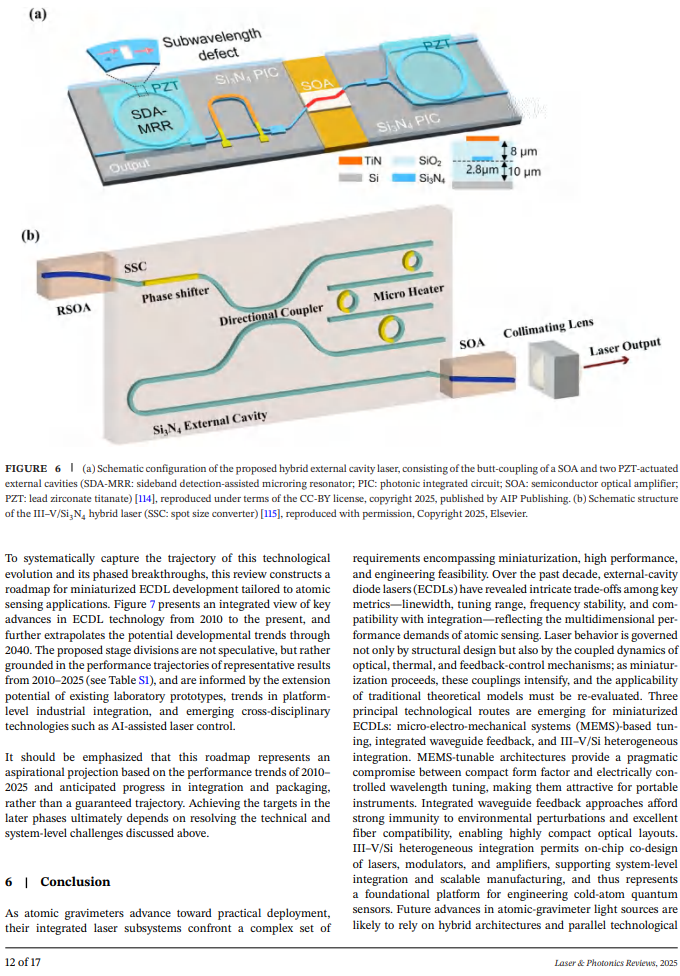 (a)
Subwavelength
defect
PZT
SDA-
MRR
Si₃N₄ PIC
SOA
PZT
Si₃N₄ PIC
Output
TiN
SiO₂
Si
Si₃N₄
8 μm
2.8μm
10 μm
(b)
SSC
RSOA
Phase shifter
Directional Coupler
Micro Heater
SOA
Collimating Lens
Laser Output
Si₃N₄ External Cavity
FIGURE 6 | (a) Schematic configuration of the proposed hybrid external cavity laser, consisting of the butt-coupling of a SOA and two PZT-actuated
external cavities (SDA-MRR: sideband detection-assisted microring resonator; PIC: photonic integrated circuit; SOA: semiconductor optical amplifier;
PZT: lead zirconate titanate) [114], reproduced under terms of the CC-BY license, copyright 2025, published by AIP Publishing. (b) Schematic structure
of the III–V/Si₃N₄ hybrid laser (SSC: spot size converter) [115], reproduced with permission, Copyright 2025, Elsevier.
To systematically capture the trajectory of this technological
evolution and its phased breakthroughs, this review constructs a
roadmap for miniaturized ECDL development tailored to atomic
sensing applications. Figure 7 presents an integrated view of key
advances in ECDL technology from 2010 to the present, and
further extrapolates the potential developmental trends through
2040. The proposed stage divisions are not speculative, but rather
grounded in the performance trajectories of representative results
from 2010–2025 (see Table S1), and are informed by the extension
potential of existing laboratory prototypes, trends in platform-
level industrial integration, and emerging cross-disciplinary
technologies such as AI-assisted laser control.
It should be emphasized that this roadmap represents an
aspirational projection based on the performance trends of 2010–
2025 and anticipated progress in integration and packaging,
rather than a guaranteed trajectory. Achieving the targets in the
later phases ultimately depends on resolving the technical and
system-level challenges discussed above.
6 | Conclusion
As atomic gravimeters advance toward practical deployment,
their integrated laser subsystems confront a complex set of
requirements encompassing miniaturization, high performance,
and engineering feasibility. Over the past decade, external-cavity
diode lasers (ECDLs) have revealed intricate trade-offs among key
metrics—linewidth, tuning range, frequency stability, and com-
patibility with integration—reflecting the multidimensional per-
formance demands of atomic sensing. Laser behavior is governed
not only by structural design but also by the coupled dynamics of
optical, thermal, and feedback-control mechanisms; as miniatur-
ization proceeds, these couplings intensify, and the applicability
of traditional theoretical models must be re-evaluated. Three
principal technological routes are emerging for miniaturized
ECDLs: micro-electro-mechanical systems (MEMS)-based tun-
ing, integrated waveguide feedback, and III–V/Si heterogeneous
integration. MEMS-tunable architectures provide a pragmatic
compromise between compact form factor and electrically con-
trolled wavelength tuning, making them attractive for portable
instruments. Integrated waveguide feedback approaches afford
strong immunity to environmental perturbations and excellent
fiber compatibility, enabling highly compact optical layouts.
III–V/Si heterogeneous integration permits on-chip co-design
of lasers, modulators, and amplifiers, supporting system-level
integration and scalable manufacturing, and thus represents
a foundational platform for engineering cold-atom quantum
sensors. Future advances in atomic-gravimeter light sources are
likely to rely on hybrid architectures and parallel technological
12 of 17
Laser & Photonics Reviews, 2025